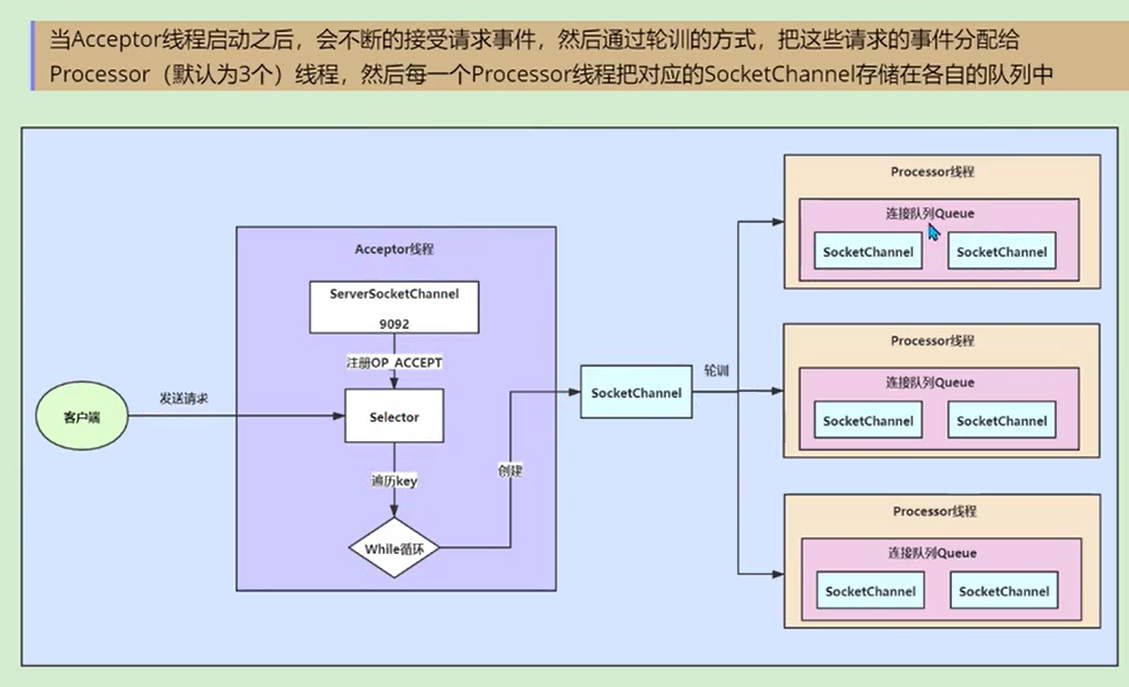 当Acceptor线程启动之后，会不断的接受请求事件，然后通过轮训的方式，把这些请求的事件分配给
Processor（默认为3个）线程，然后每一个Processor线程把对应的SocketChannel存储在各自的队列中
Processor线程
连接队列Queue
SocketChannel
SocketChannel
Acceptor线程
ServerSocketChannel
9092
注册OP_ACCEPT
Selector
遍历key
While循环
客户端
发送请求
创建
SocketChannel
轮训
Processor线程
连接队列Queue
SocketChannel
SocketChannel
Processor线程
连接队列Queue
SocketChannel
SocketChannel